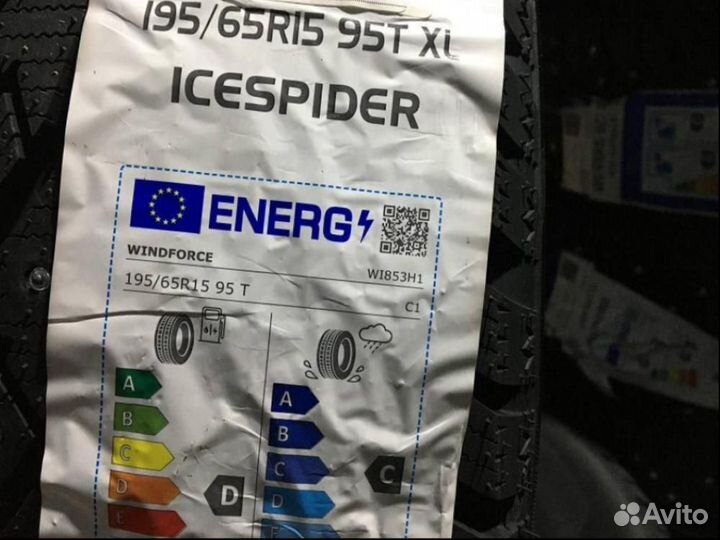 195/65R15 95T XL
ICESPIDER
ENERG
WINDFORCE
WI853H1
195/65R15 95 T
C1
A
B
C
D
E
D
A
B
C
D
E
C
Avito